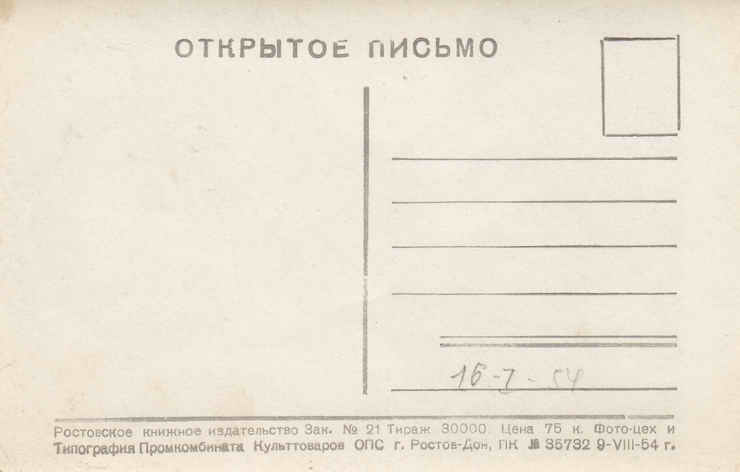 ОТКРЫТОЕ ПИСЬМО
16-I-54
Ростовское книжное издательство Зак. № 21 Тираж 30000. Цена 75 к. Фото-цех и
Типография Промкомбината Культтоваров ОПС г. Ростов-Дон, ПК № 35732 9-VIII-54 г.